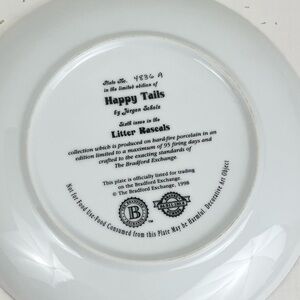 Plate No. 4836 A
in the limited edition of
Happy Tails
by Jürgen Scholz
Sixth issue in the
Litter Rascals
collection which is produced on hard-fire porcelain in an
edition limited to a maximum of 95 firing days and
crafted to the exacting standards of
The Bradford Exchange.
This plate is officially listed for trading
on the Bradford Exchange.
© The Bradford Exchange, 1998
B
™
Not for Food Use-Food Consumed from this Plate May be Harmful. Decorative Art Object